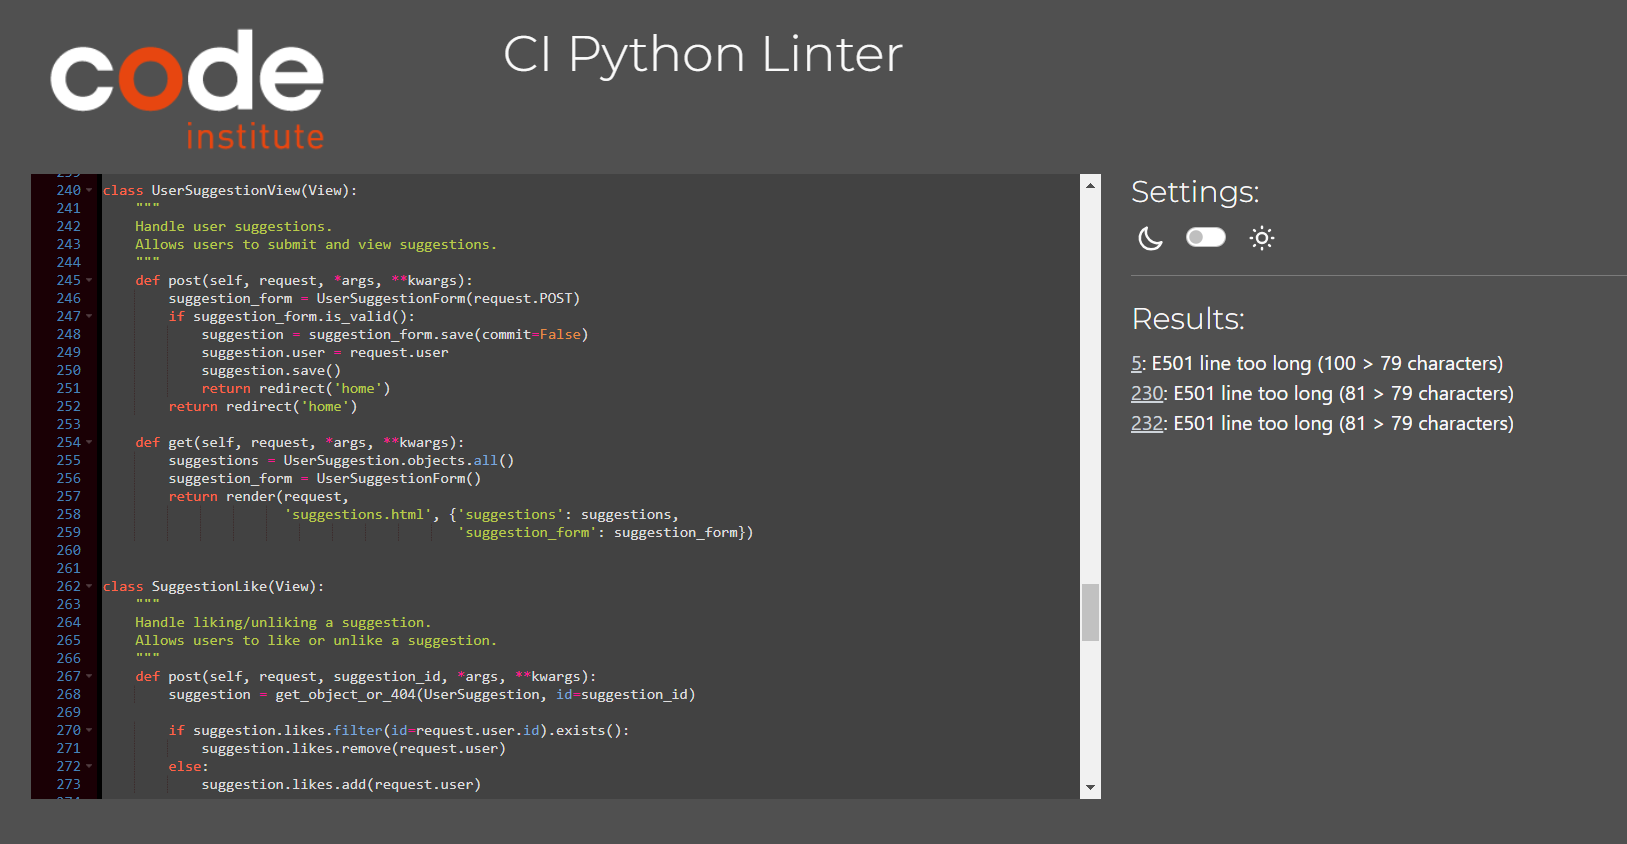 code
institute
CI Python Linter
240 class UserSuggestionView(View):
241 """
242 Handle user suggestions.
243 Allows users to submit and view suggestions.
244 """
245 def post(self, request, *args, **kwargs):
246 suggestion_form = UserSuggestionForm(request.POST)
247 if suggestion_form.is_valid():
248 suggestion = suggestion_form.save(commit=False)
249 suggestion.user = request.user
250 suggestion.save()
251 return redirect('home')
252 return redirect('home')
253
254 def get(self, request, *args, **kwargs):
255 suggestions = UserSuggestion.objects.all()
256 suggestion_form = UserSuggestionForm()
257 return render(request,
258 'suggestions.html', {'suggestions': suggestions,
259 'suggestion_form': suggestion_form})
260
261
262 class SuggestionLike(View):
263 """
264 Handle liking/unliking a suggestion.
265 Allows users to like or unlike a suggestion.
266 """
267 def post(self, request, suggestion_id, *args, **kwargs):
268 suggestion = get_object_or_404(UserSuggestion, id=suggestion_id)
269
270 if suggestion.likes.filter(id=request.user.id).exists():
271 suggestion.likes.remove(request.user)
272 else:
273 suggestion.likes.add(request.user)
Settings:
Results:
5: E501 line too long (100 > 79 characters)
230: E501 line too long (81 > 79 characters)
232: E501 line too long (81 > 79 characters)